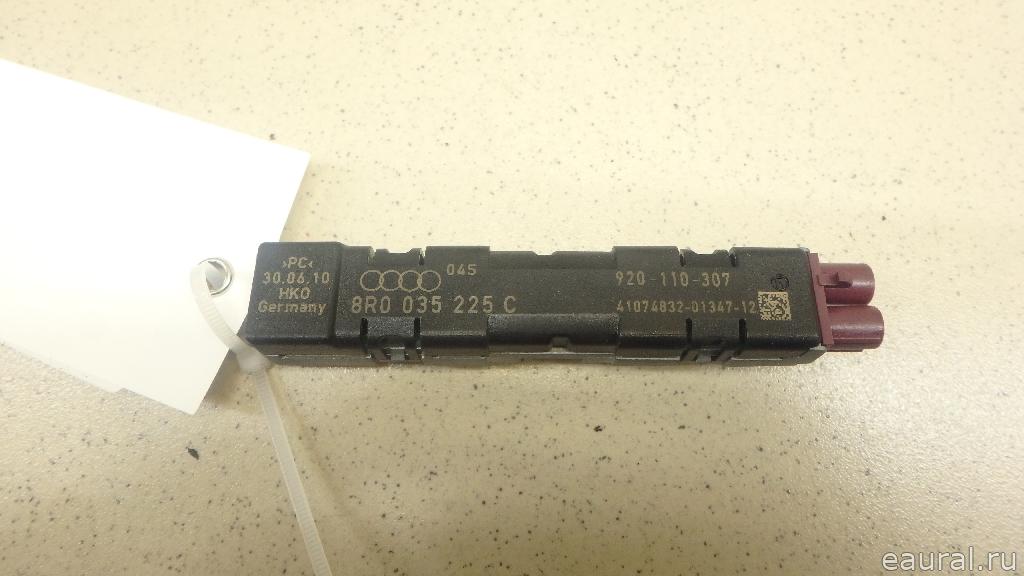 >PC<
30.06.10
HKO
Germany
045
8R0 035 225 C
920-110-307
41074832-01347-12
eaural.ru